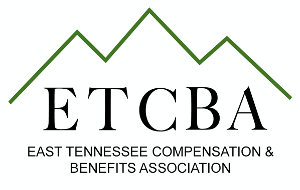 ETCBA
EAST TENNESSEE COMPENSATION &
BENEFITS ASSOCIATION